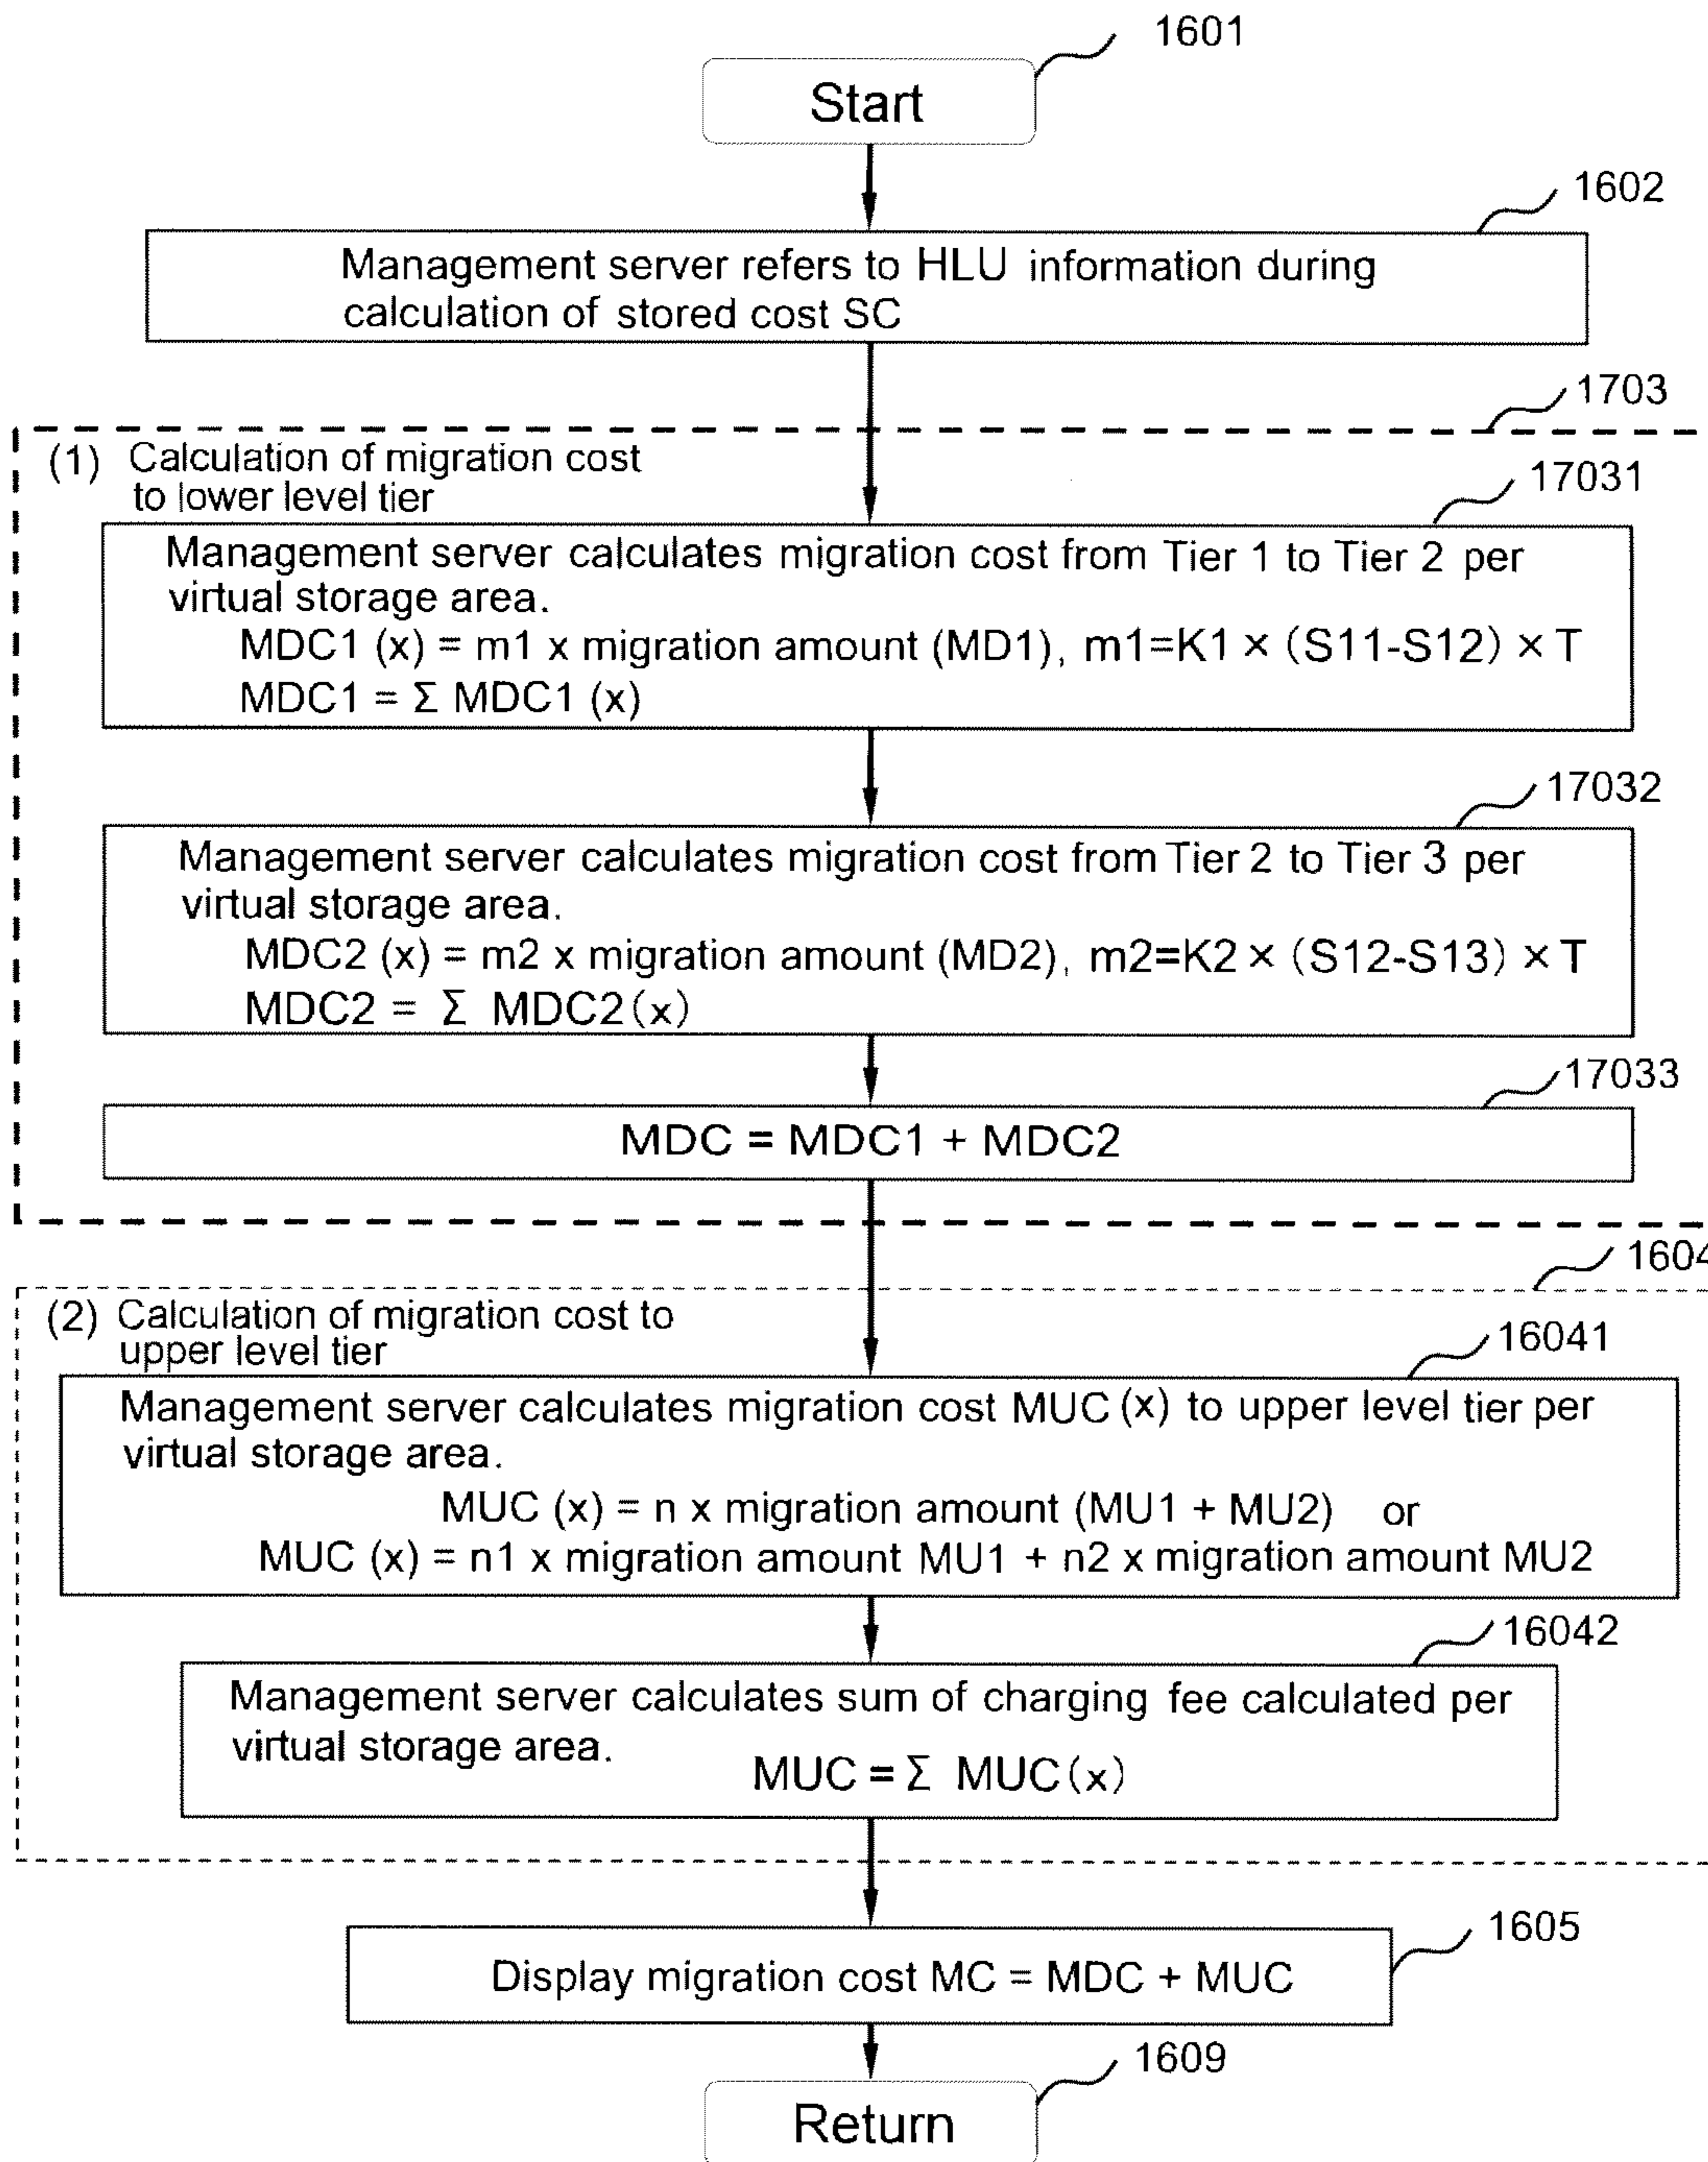 1601
Start
1602
Management server refers to HLU information during
calculation of stored cost SC
1703
(1) Calculation of migration cost
to lower level tier
17031
Management server calculates migration cost from Tier 1 to Tier 2 per
virtual storage area.
MDC1 (x) = m1 x migration amount (MD1), m1=K1 × (S11-S12) × T
MDC1 = Σ MDC1 (x)
17032
Management server calculates migration cost from Tier 2 to Tier 3 per
virtual storage area.
MDC2 (x) = m2 x migration amount (MD2), m2=K2 × (S12-S13) × T
MDC2 = Σ MDC2(x)
17033
MDC = MDC1 + MDC2
1604
(2) Calculation of migration cost to
upper level tier
16041
Management server calculates migration cost MUC(x) to upper level tier per
virtual storage area.
MUC (x) = n x migration amount (MU1 + MU2) or
MUC (x) = n1 x migration amount MU1 + n2 x migration amount MU2
16042
Management server calculates sum of charging fee calculated per
virtual storage area.
MUC = Σ MUC(x)
1605
Display migration cost MC = MDC + MUC
1609
Return